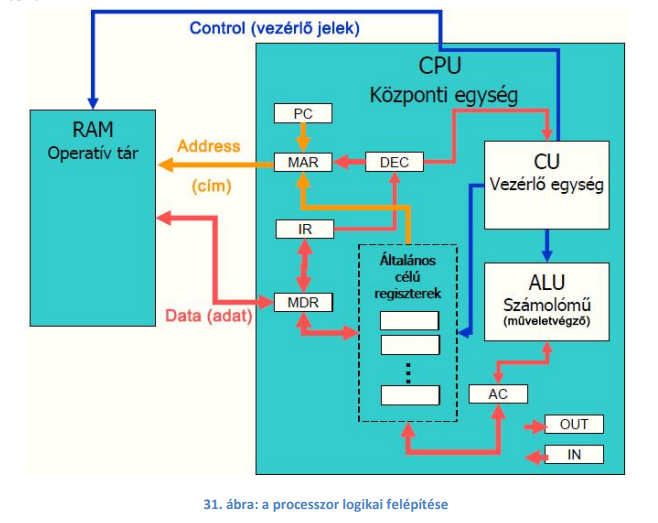 Control (vezérlő jelek)
CPU
Központi egység
RAM
Operatív tár
Address
(cím)
Data (adat)
PC
MAR
DEC
IR
MDR
CU
Vezérlő egység
Általános
célú
regiszterek
ALU
Számolómű
(műveletvégző)
AC
OUT
IN
31. ábra: a processzor logikai felépítése